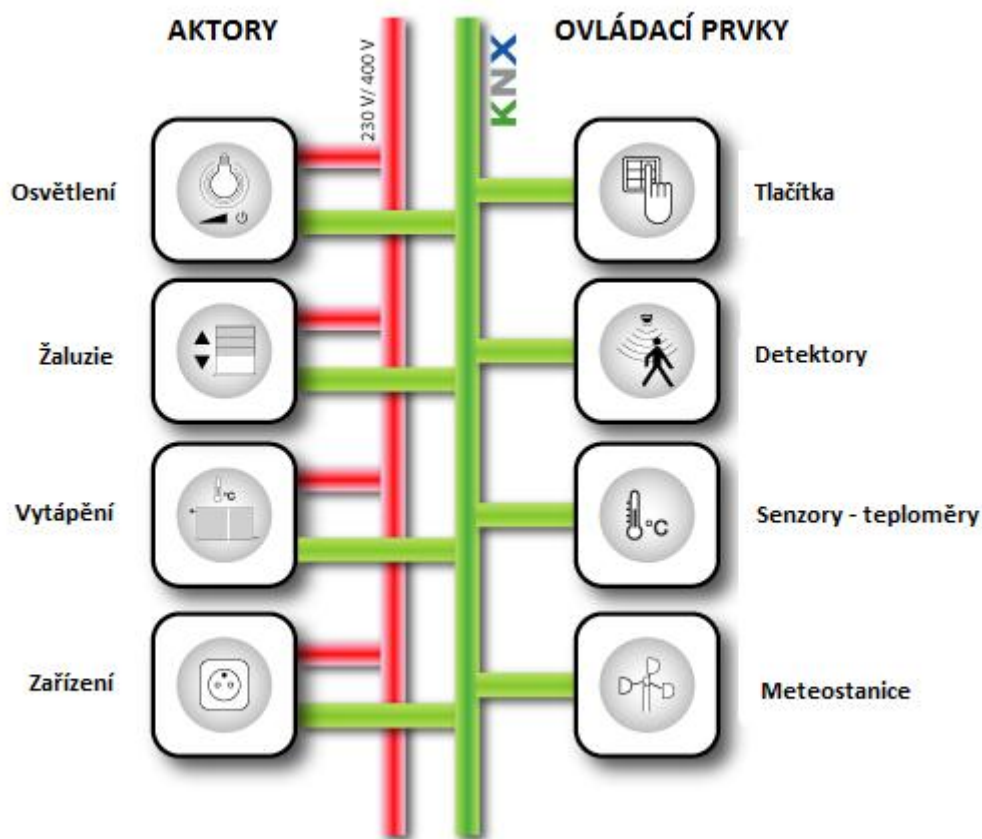 AKTORY
OVLÁDACÍ PRVKY
230 V/ 400 V
KNX
Osvětlení
Tlačítka
Žaluzie
Detektory
°C
Vytápění
°C
Senzory - teploměry
Zařízení
Meteostanice